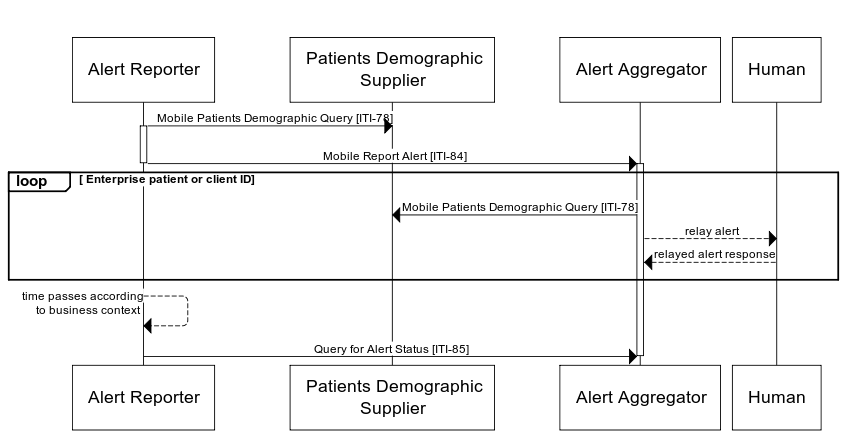 Alert Reporter
Patients Demographic
Supplier
Alert Aggregator
Human
Mobile Patients Demographic Query [ITI-78]
Mobile Report Alert [ITI-84]
loop
[ Enterprise patient or client ID]
Mobile Patients Demographic Query [ITI-78]
relay alert
relayed alert response
time passes according
to business context
Query for Alert Status [ITI-85]
Alert Reporter
Patients Demographic
Supplier
Alert Aggregator
Human